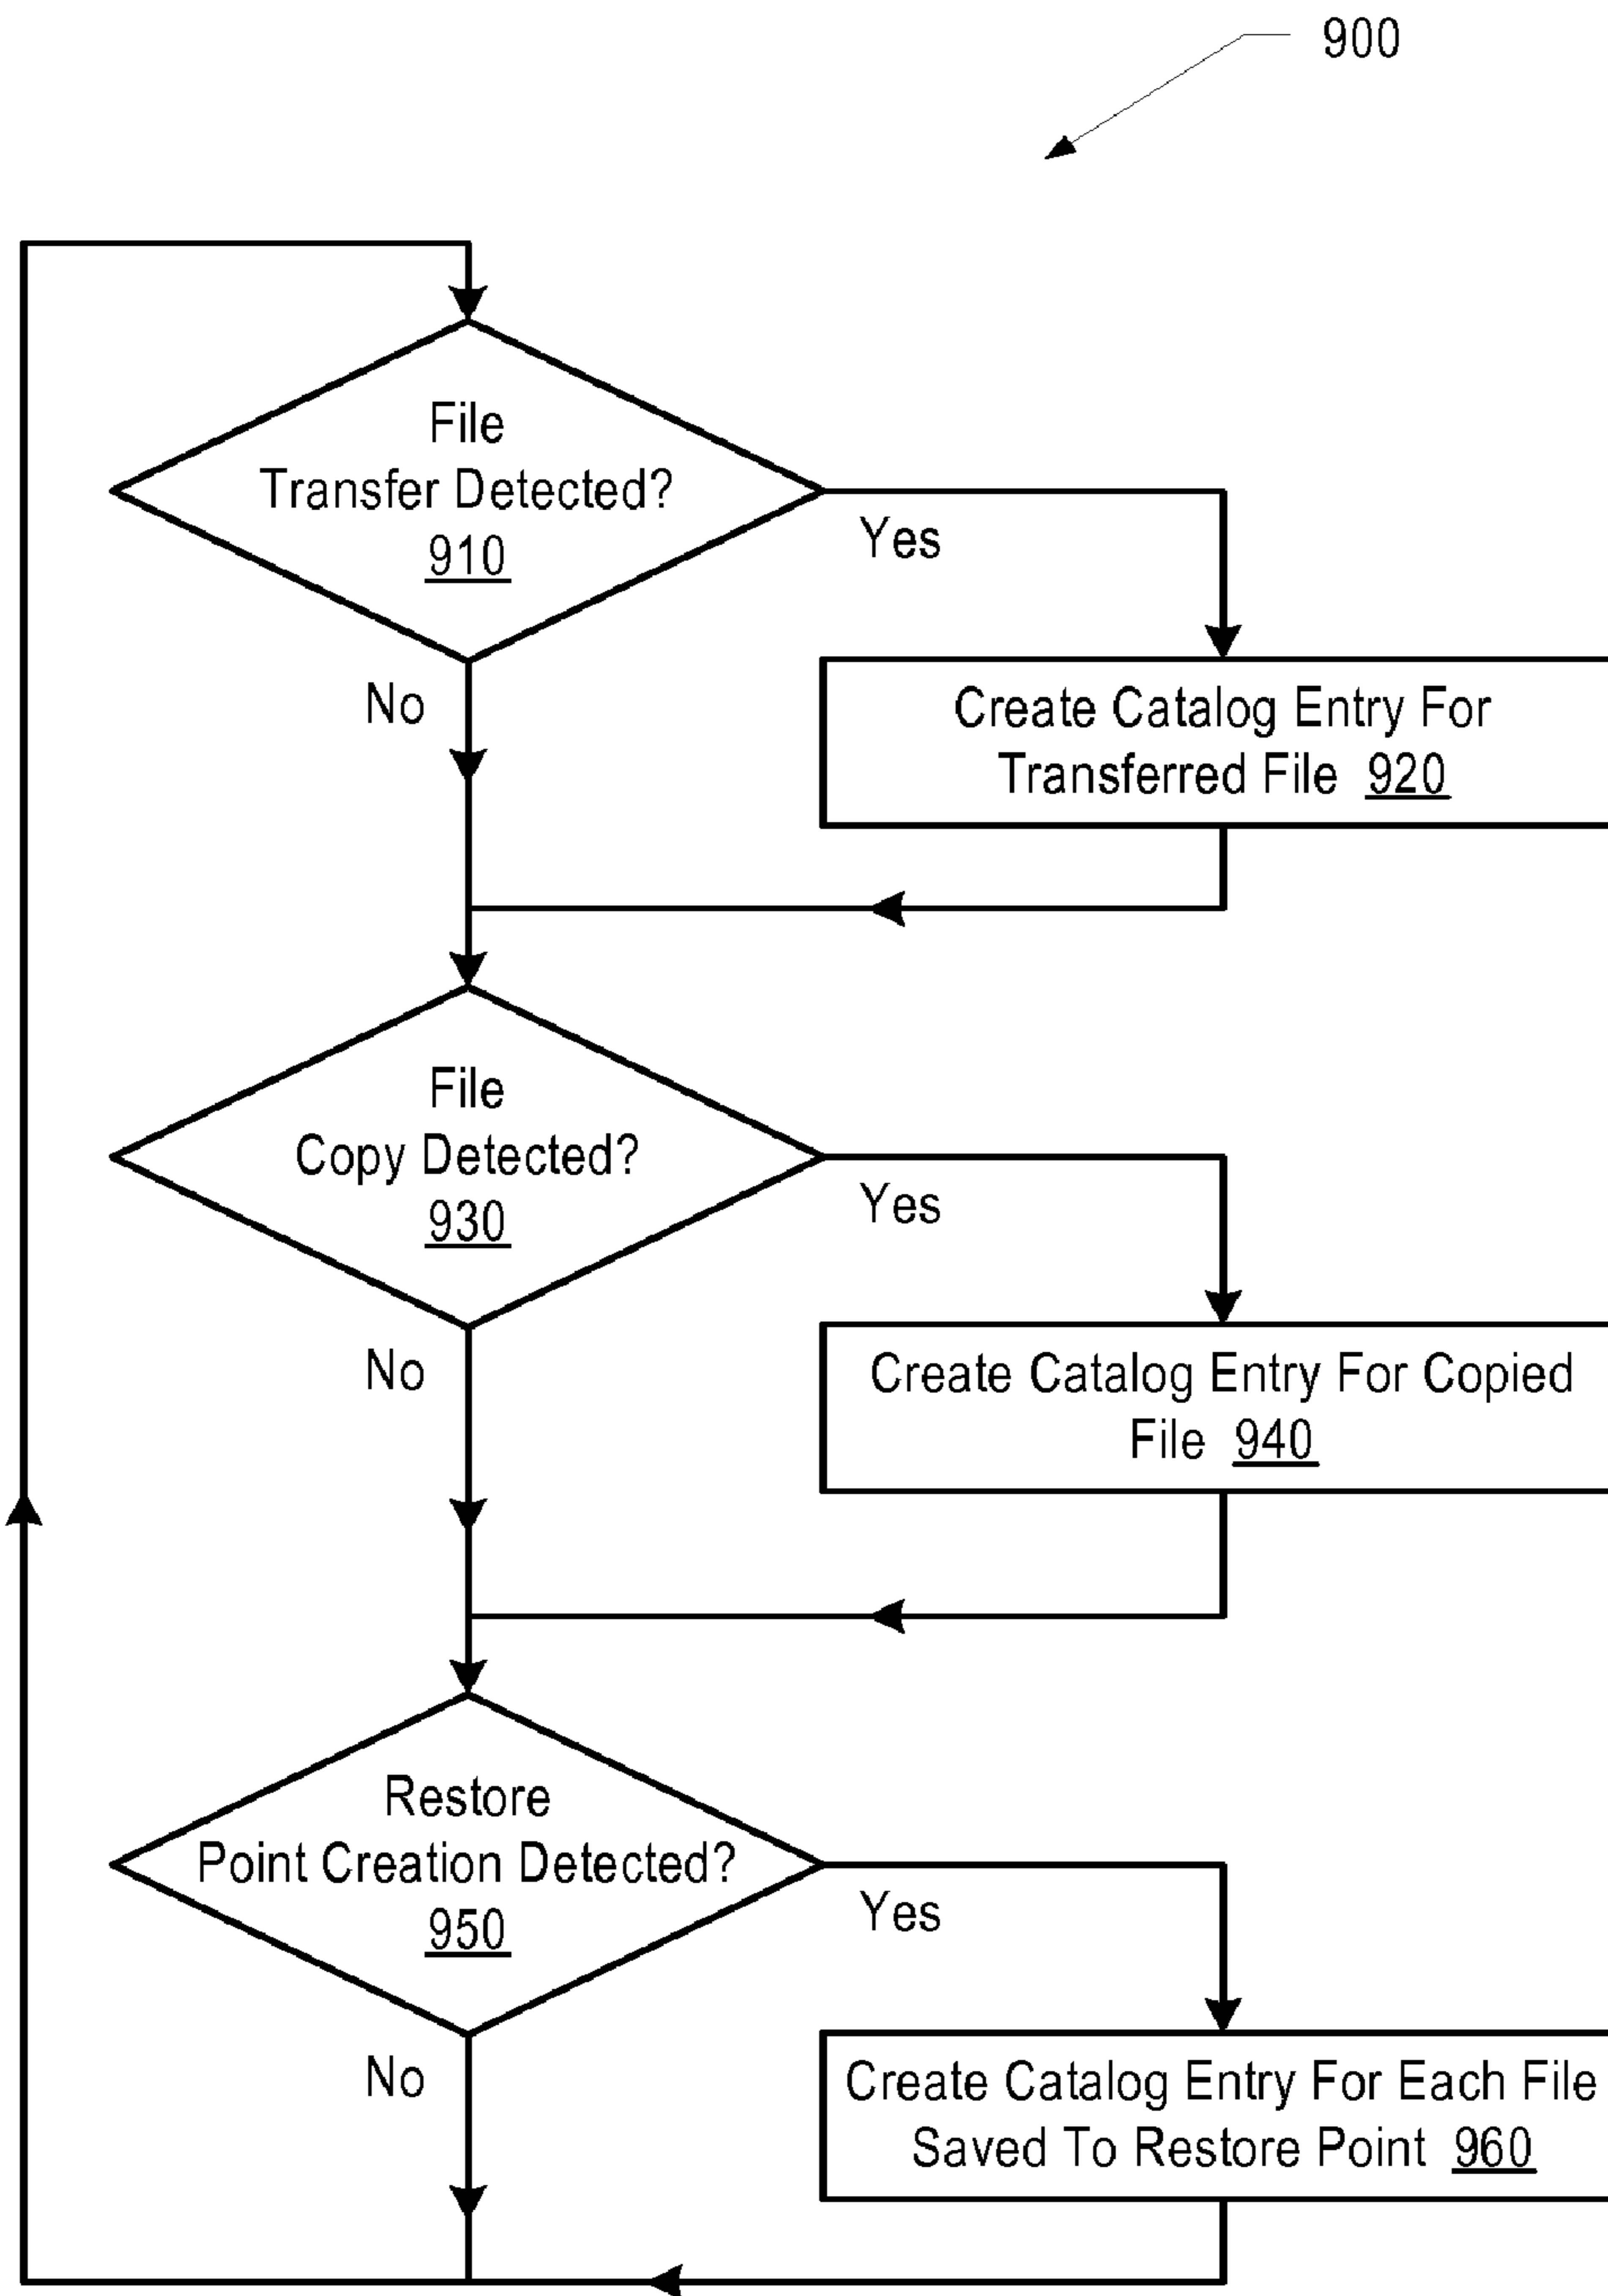 900
File
Transfer Detected?
910
Yes
No
Create Catalog Entry For
Transferred File 920
File
Copy Detected?
930
Yes
No
Create Catalog Entry For Copied
File 940
Restore
Point Creation Detected?
950
Yes
No
Create Catalog Entry For Each File
Saved To Restore Point 960